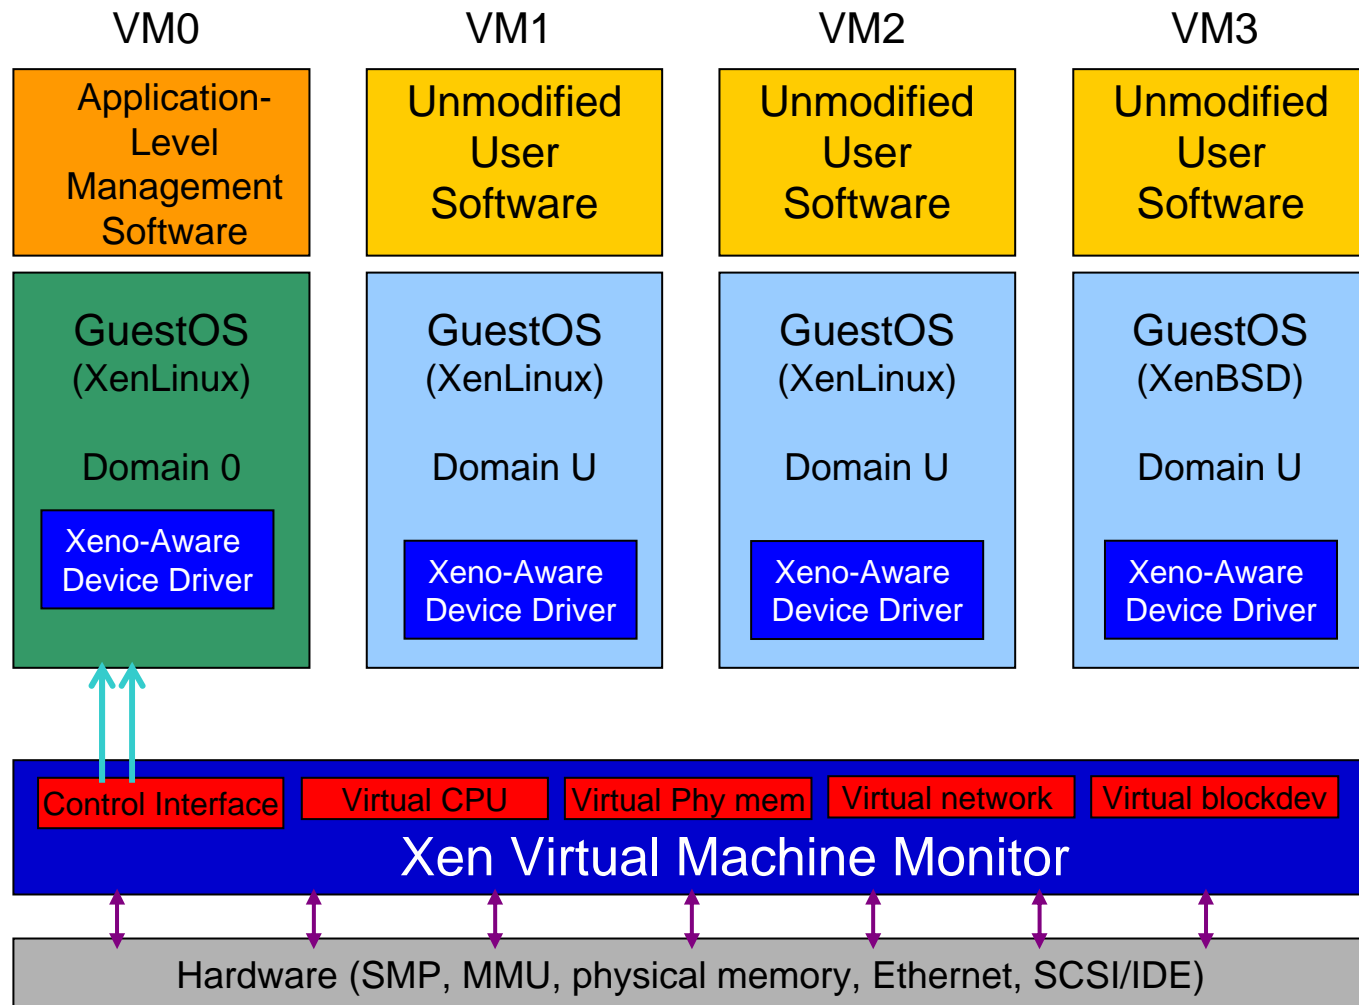 VM0
VM1
VM2
VM3
Application-
Level
Management
Software
Unmodified
User
Software
Unmodified
User
Software
Unmodified
User
Software
GuestOS
(XenLinux)
Domain 0
Xeno-Aware
Device Driver
GuestOS
(XenLinux)
Domain U
Xeno-Aware
Device Driver
GuestOS
(XenLinux)
Domain U
Xeno-Aware
Device Driver
GuestOS
(XenBSD)
Domain U
Xeno-Aware
Device Driver
Control Interface
Virtual CPU
Virtual Phy mem
Virtual network
Virtual blockdev
Xen Virtual Machine Monitor
Hardware (SMP, MMU, physical memory, Ethernet, SCSI/IDE)